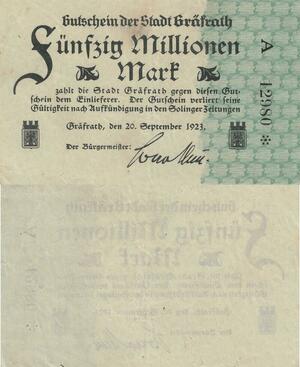 Gutschein der Stadt Gräfrath
Fünfzig Millionen
Mark
zahlt die Stadt Gräfrath gegen diesen Gut-
schein dem Einlieferer. Der Gutschein verliert seine
Gültigkeit nach Aufkündigung in den Solinger Zeitungen
Gräfrath, den 20. September 1923.
Der Bürgermeister:
A 12980 *